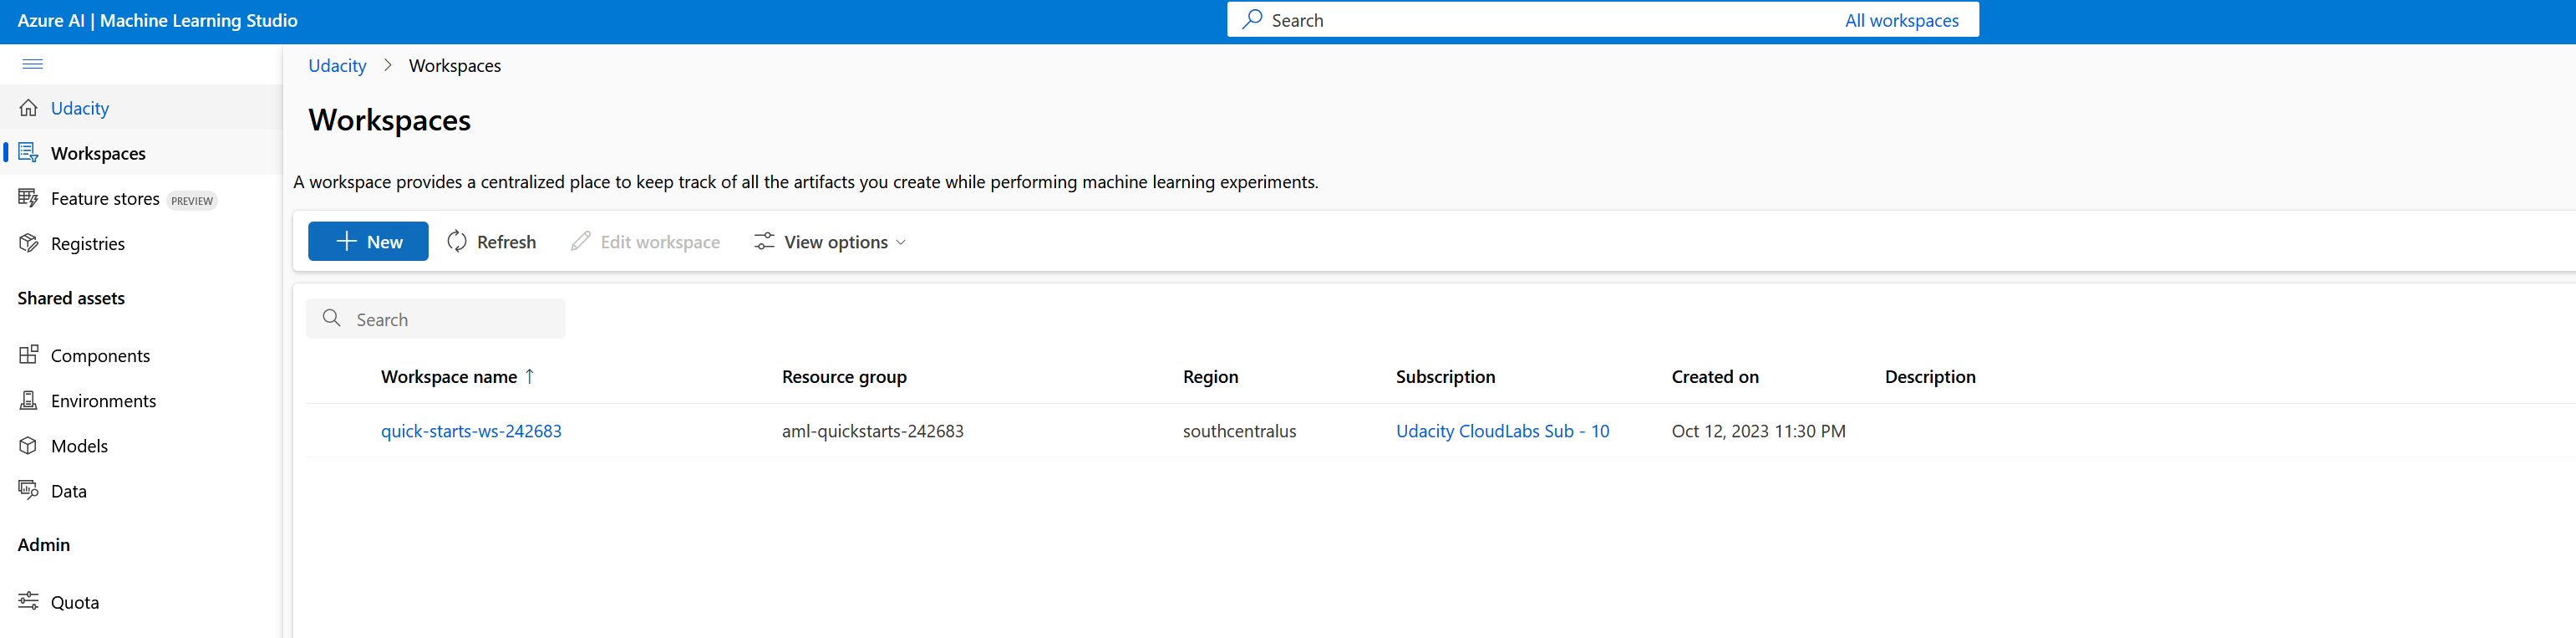 Azure AI | Machine Learning Studio
Search
All workspaces
Udacity
Workspaces
Feature stores PREVIEW
Registries
Shared assets
Components
Environments
Models
Data
Admin
Quota
Udacity > Workspaces
Workspaces
A workspace provides a centralized place to keep track of all the artifacts you create while performing machine learning experiments.
New Refresh Edit workspace View options
Search
Workspace name ↑ Resource group Region Subscription Created on Description
quick-starts-ws-242683 aml-quickstarts-242683 southcentralus Udacity CloudLabs Sub - 10 Oct 12, 2023 11:30 PM